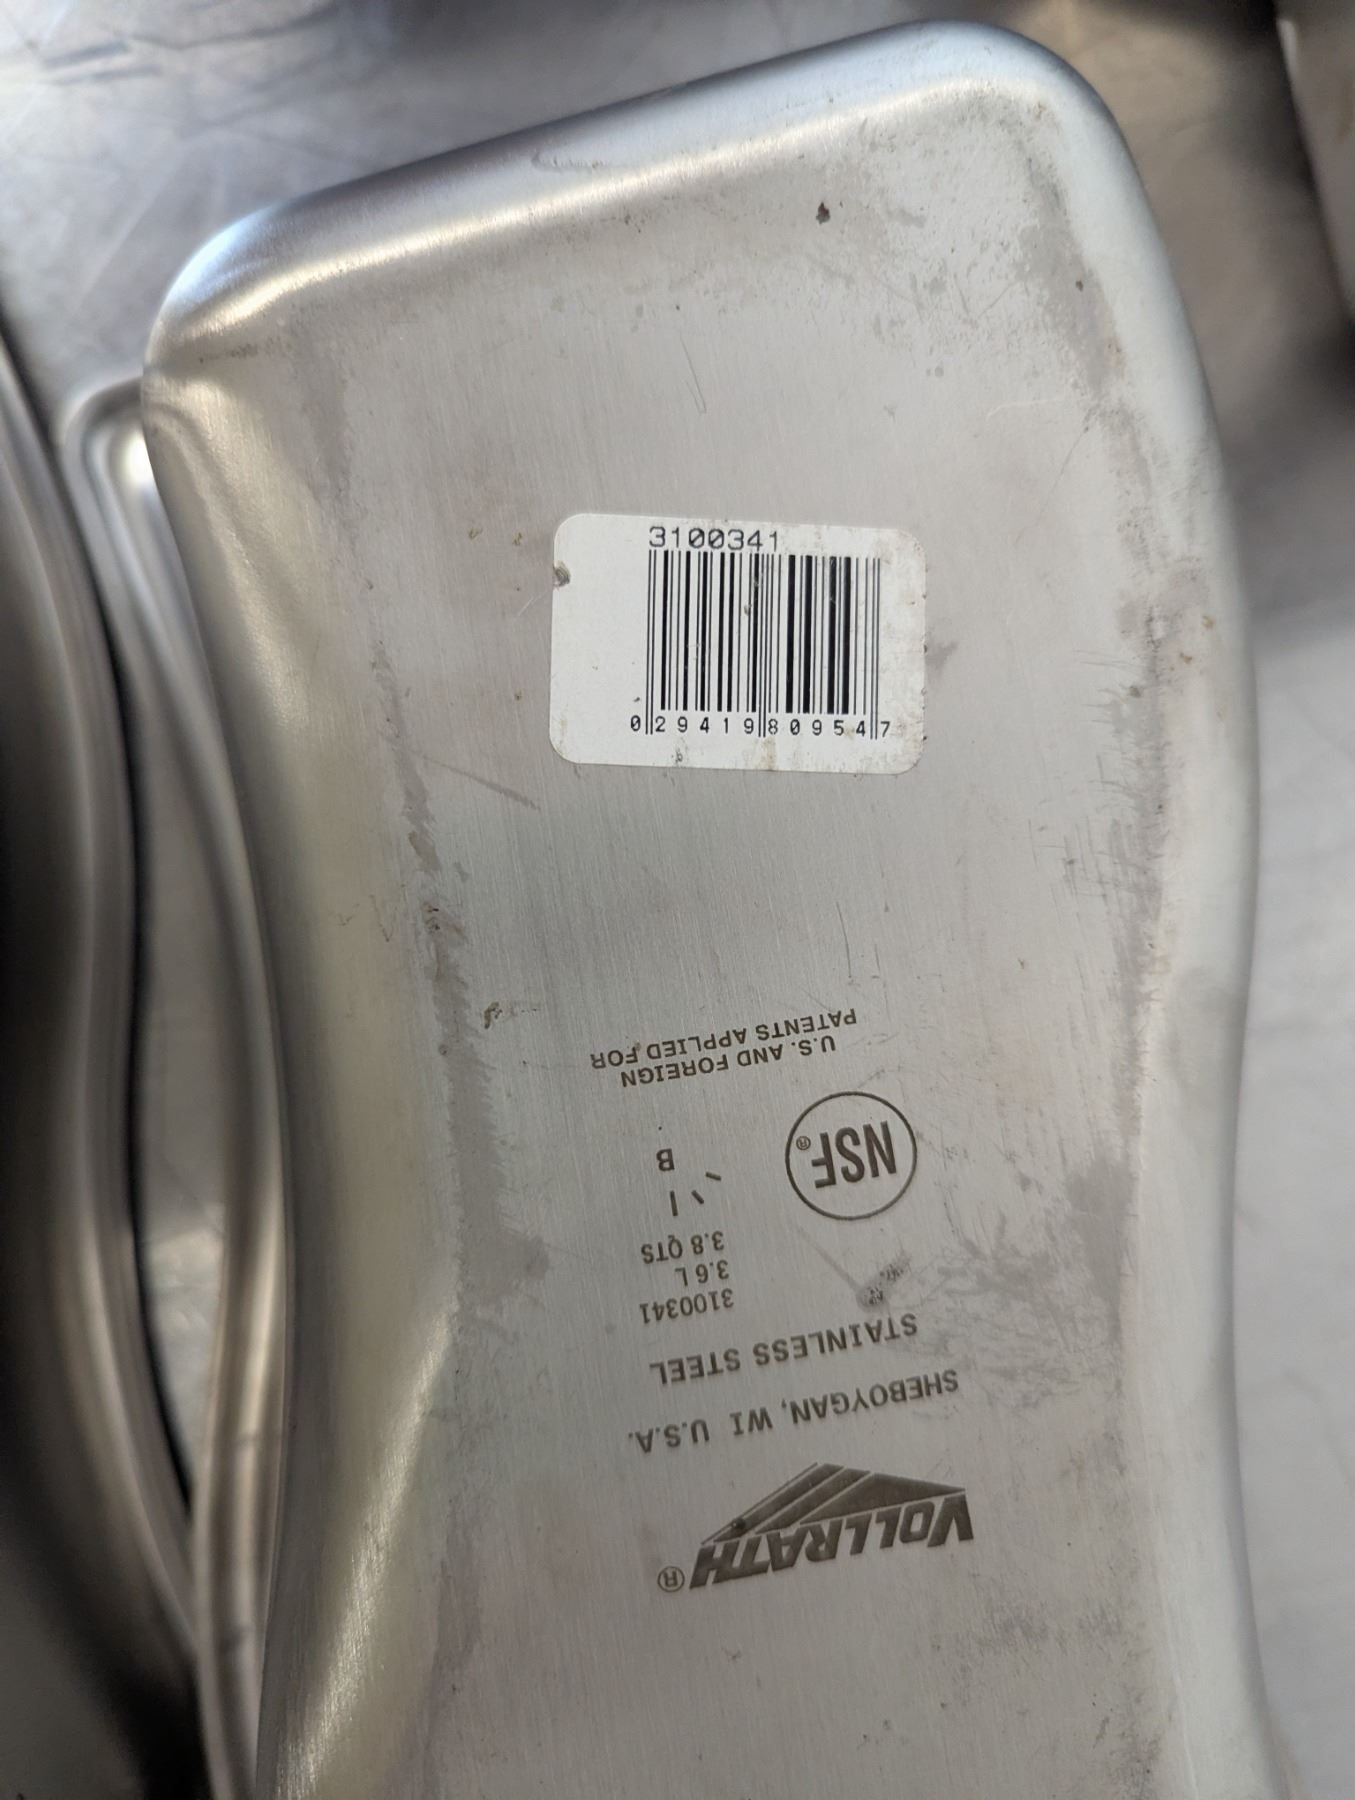 3100341
0 29419 80954 7
VOLLRATH®
SHEBOYGAN, WI U.S.A.
STAINLESS STEEL
3100341
3.6 L
3.8 QTS
B
NSF®
U.S. AND FOREIGN
PATENTS APPLIED FOR